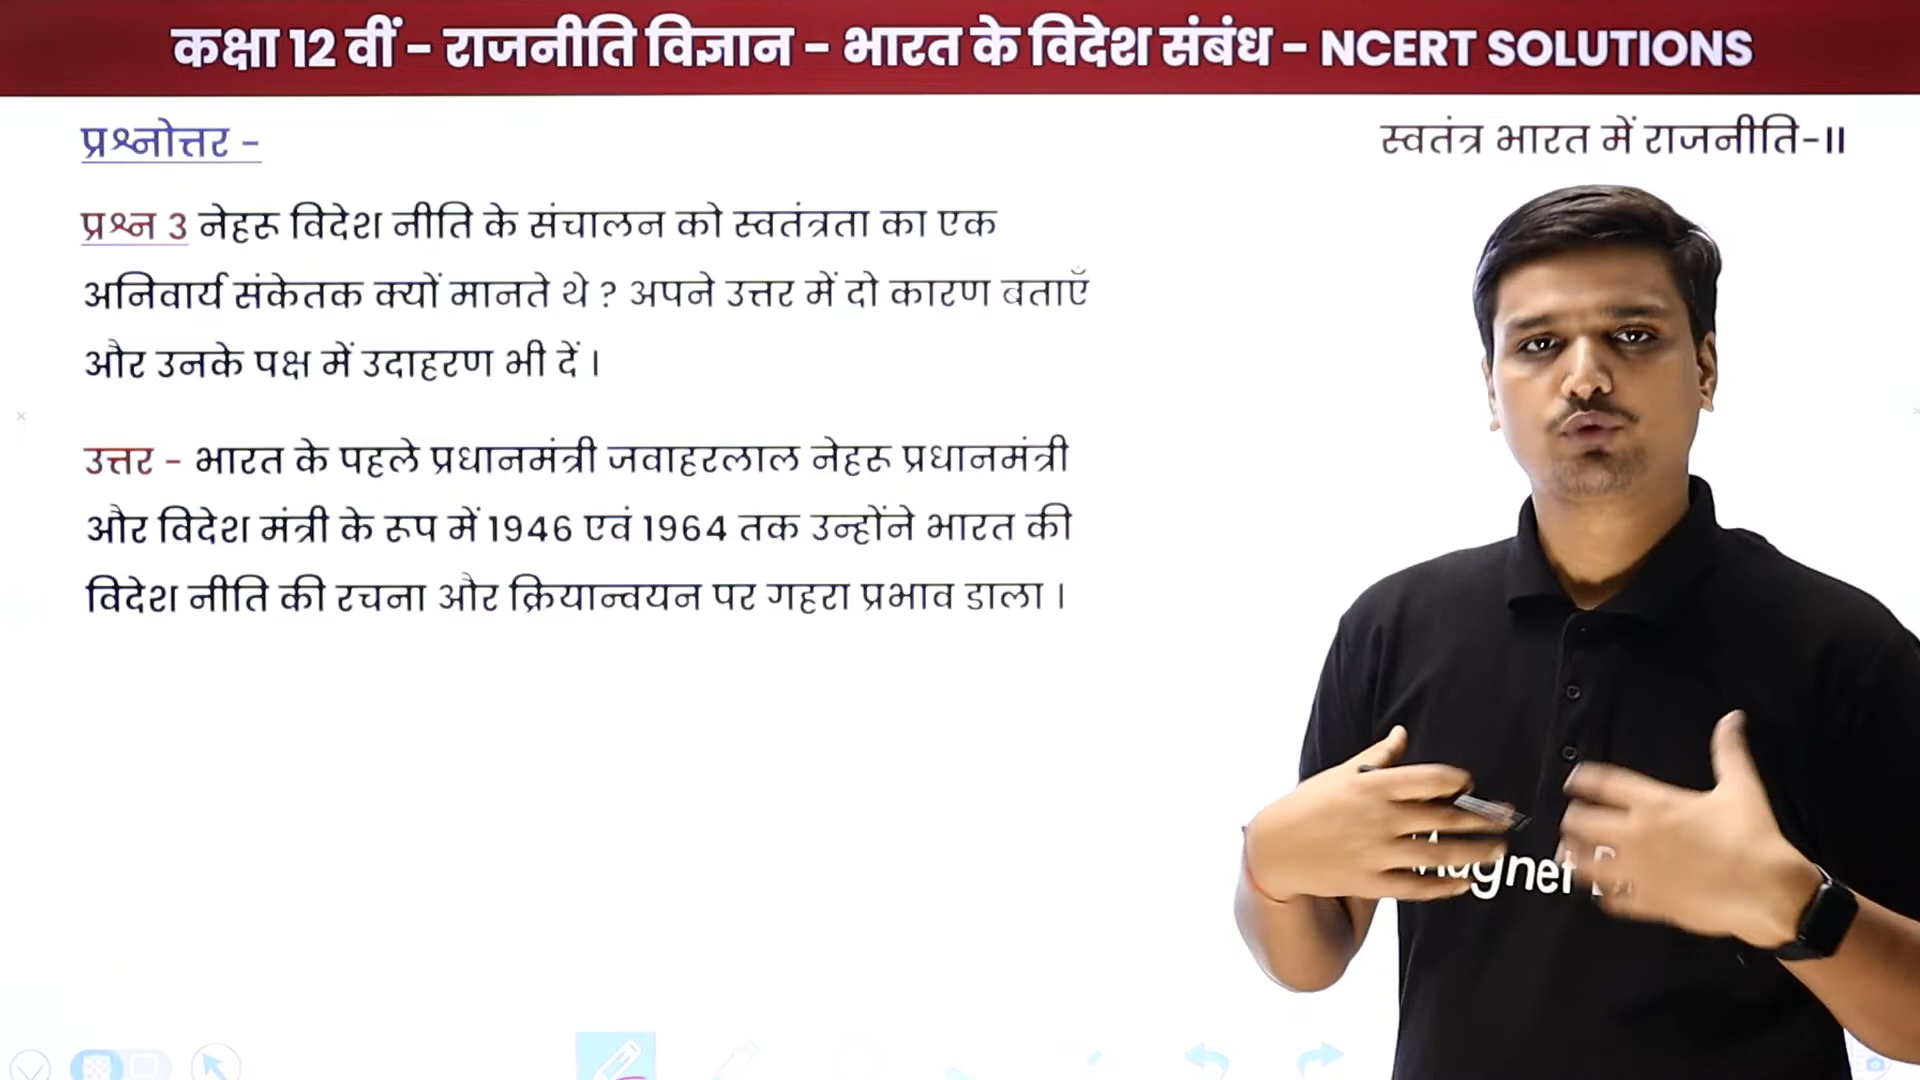 कक्षा 12 वीं – राजनीति विज्ञान – भारत के विदेश संबंध – NCERT SOLUTIONS
प्रश्नोत्तर –
स्वतंत्र भारत में राजनीति-II
प्रश्न 3 नेहरू विदेश नीति के संचालन को स्वतंत्रता का एक
अनिवार्य संकेतक क्यों मानते थे ? अपने उत्तर में दो कारण बताएँ
और उनके पक्ष में उदाहरण भी दें ।
उत्तर – भारत के पहले प्रधानमंत्री जवाहरलाल नेहरू प्रधानमंत्री
और विदेश मंत्री के रूप में 1946 एवं 1964 तक उन्होंने भारत की
विदेश नीति की रचना और क्रियान्वयन पर गहरा प्रभाव डाला ।